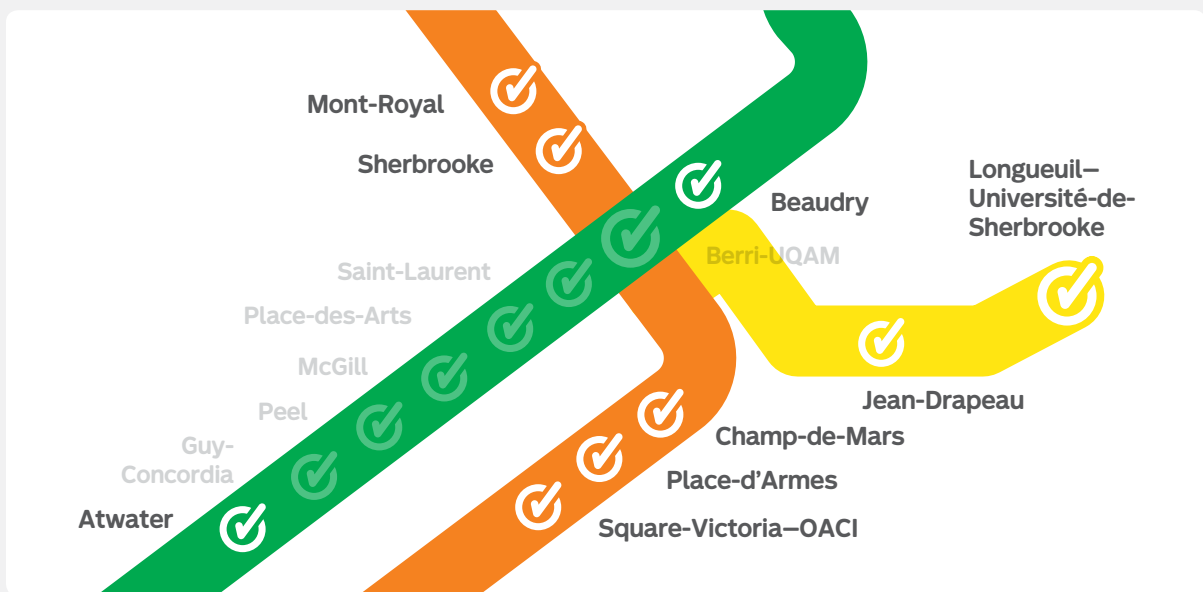 Mont-Royal
Sherbrooke
Longueuil–
Université-de-
Sherbrooke
Beaudry
Berri-UQAM
Saint-Laurent
Place-des-Arts
McGill
Peel
Guy-
Concordia
Atwater
Jean-Drapeau
Champ-de-Mars
Place-d’Armes
Square-Victoria–OACI